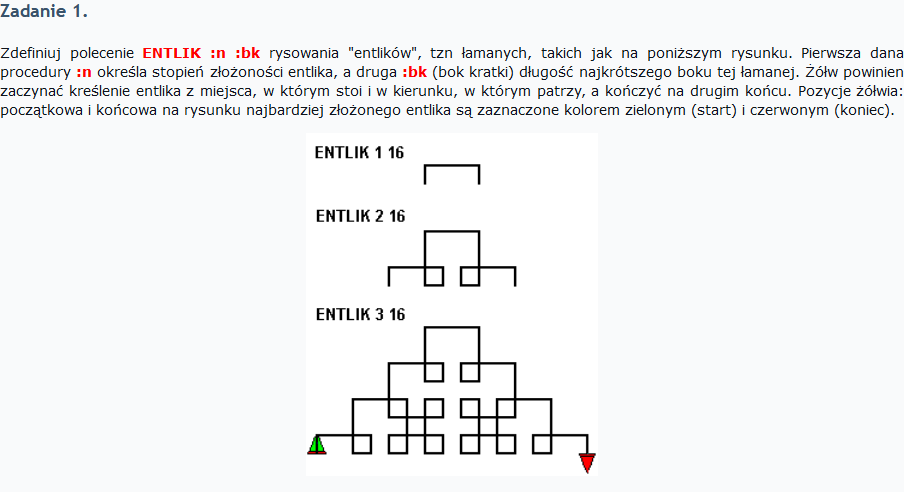 Zadanie 1.
Zdefiniuj polecenie ENTLIK :n :bk rysowania "entlików", tzn łamanych, takich jak na poniższym rysunku. Pierwsza dana
procedury :n określa stopień złożoności entlika, a druga :bk (bok kratki) długość najkrótszego boku tej łamanej. Żółw powinien
zaczynać kreślenie entlika z miejsca, w którym stoi i w kierunku, w którym patrzy, a kończyć na drugim końcu. Pozycje żółwia:
początkowa i końcowa na rysunku najbardziej złożonego entlika są zaznaczone kolorem zielonym (start) i czerwonym (koniec).
ENTLIK 1 16
ENTLIK 2 16
ENTLIK 3 16